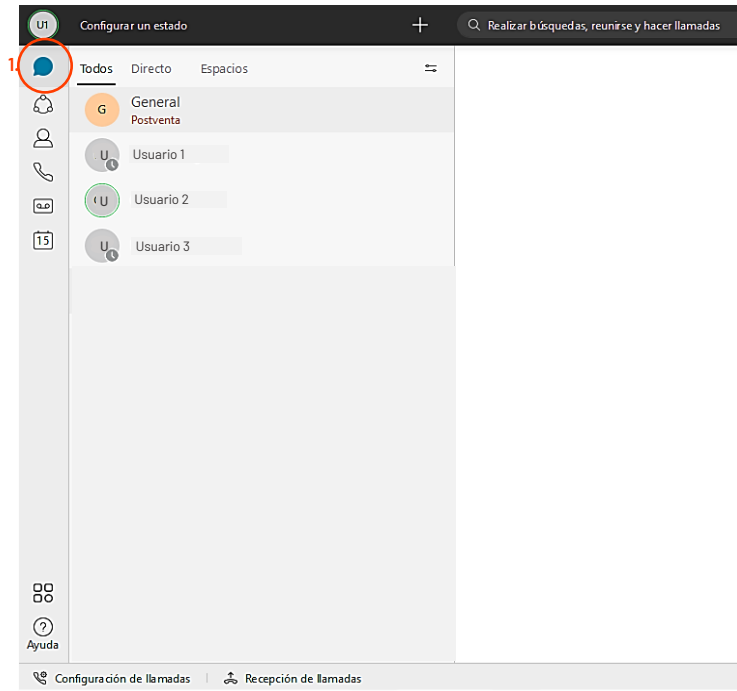 U1 Configurar un estado Realizar búsquedas, reunirse y hacer llamadas
1.
Todos Directo Espacios
G General
Postventa
U Usuario 1
U Usuario 2
U Usuario 3
15
Ayuda
Configuración de llamadas Recepción de llamadas